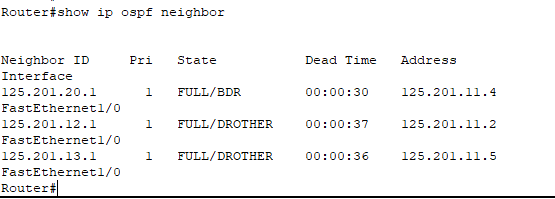 Router#show ip ospf neighbor
Neighbor ID     Pri   State           Dead Time   Address
Interface
125.201.20.1      1   FULL/BDR        00:00:30    125.201.11.4
FastEthernet1/0
125.201.12.1      1   FULL/DROTHER    00:00:37    125.201.11.2
FastEthernet1/0
125.201.13.1      1   FULL/DROTHER    00:00:36    125.201.11.5
FastEthernet1/0
Router#